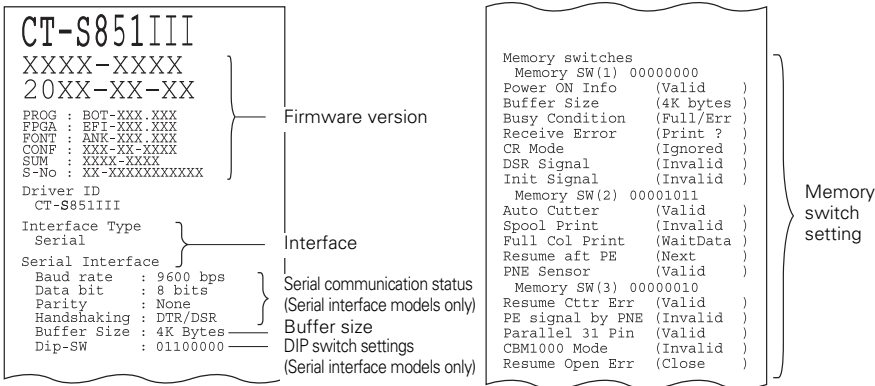 CT-S851III
XXXX-XXXX
20XX-XX-XX
PROG : BOT-XXX.XXX
FPGA : EFI-XXX.XXX
FONT : ANK-XXX.XXX
CONF : XXX-XX-XXXX
SUM : XXXX-XXXX
S-No : XX-XXXXXXXXXXX
Firmware version
Driver ID
CT-S851III
Interface Type
Serial
Interface
Serial Interface
Baud rate : 9600 bps
Data bit : 8 bits
Parity : None
Handshaking : DTR/DSR
Serial communication status
(Serial interface models only)
Buffer Size : 4K Bytes
Buffer size
Dip-SW : 01100000
DIP switch settings
(Serial interface models only)
Memory switches
Memory SW(1) 00000000
Power ON Info (Valid )
Buffer Size (4K bytes )
Busy Condition (Full/Err )
Receive Error (Print ? )
CR Mode (Ignored )
DSR Signal (Invalid )
Init Signal (Invalid )
Memory SW(2) 00001011
Auto Cutter (Valid )
Spool Print (Invalid )
Full Col Print (WaitData )
Resume aft PE (Next )
PNE Sensor (Valid )
Memory SW(3) 00000010
Resume Cttr Err (Valid )
PE signal by PNE (Invalid )
Parallel 31 Pin (Valid )
CBM1000 Mode (Invalid )
Resume Open Err (Close )
Memory
switch
setting